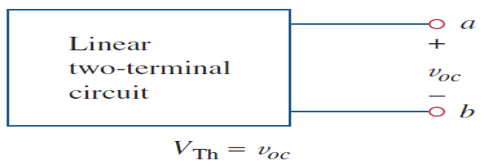 Linear
two-terminal
circuit
a
+
v_oc
−
b
V_Th = v_oc